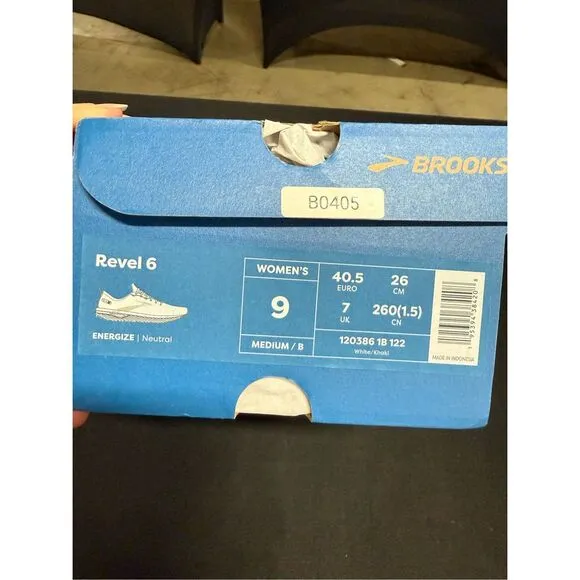 BROOKS
B0405
Revel 6
ENERGIZE | Neutral
WOMEN'S
9
MEDIUM / B
40.5 26
EURO CM
7 260(1.5)
UK CN
120386 1B 122
White/Khaki
MADE IN INDONESIA